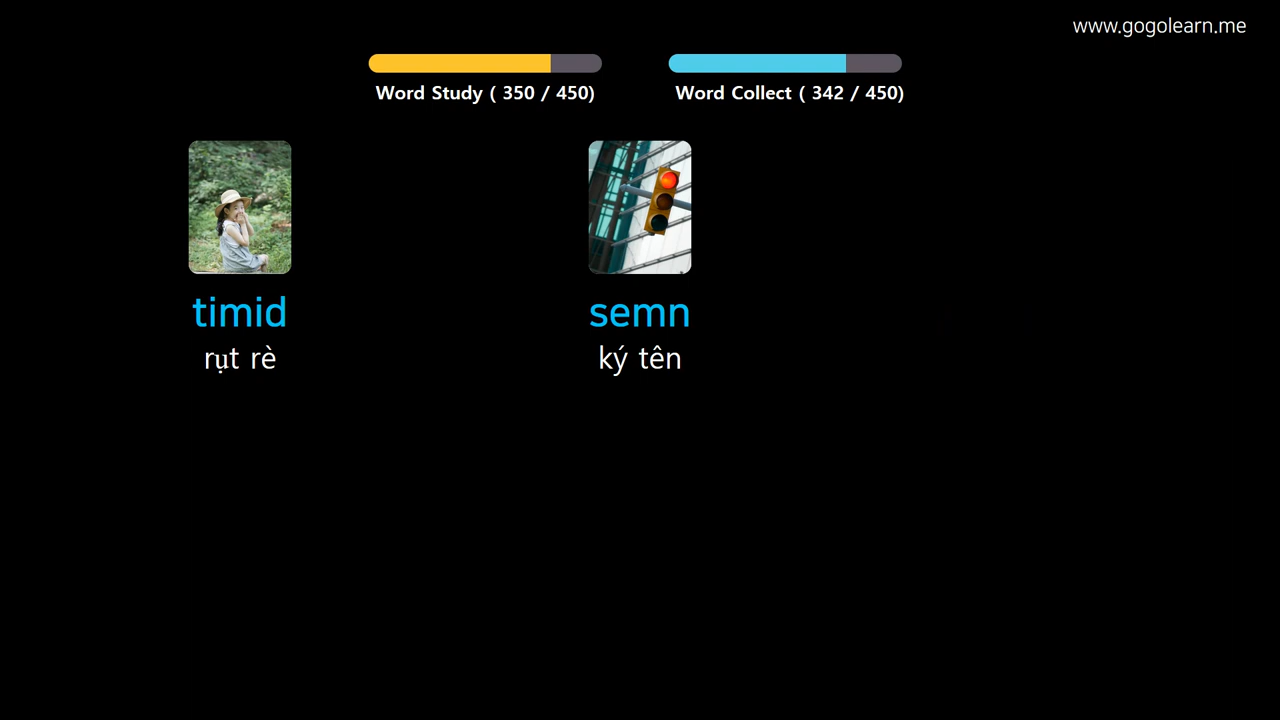 www.gogolearn.me
Word Study ( 350 / 450)
Word Collect ( 342 / 450)
timid
rụt rè
semn
ký tên